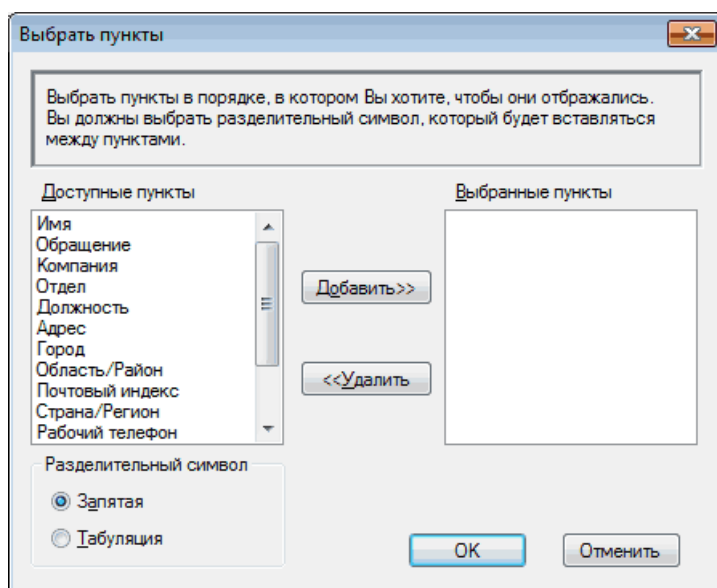 Выбрать пункты
Выбрать пункты в порядке, в котором Вы хотите, чтобы они отбражались.
Вы должны выбрать разделительный символ, который будет вставляться
между пунктами.
Доступные пункты
Имя
Обращение
Компания
Отдел
Должность
Адрес
Город
Область/Район
Почтовый индекс
Страна/Регион
Рабочий телефон
Добавить>>
<<Удалить
Выбранные пункты
Разделительный символ
Запятая
Табуляция
OK
Отменить